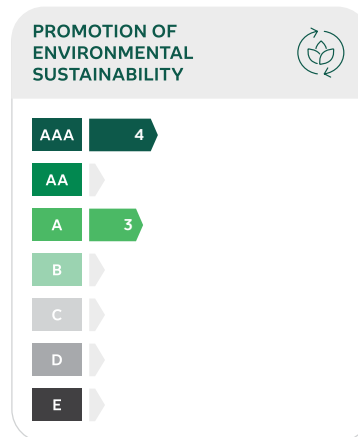 PROMOTION OF
ENVIRONMENTAL
SUSTAINABILITY
AAA 4
AA
A 3
B
C
D
E